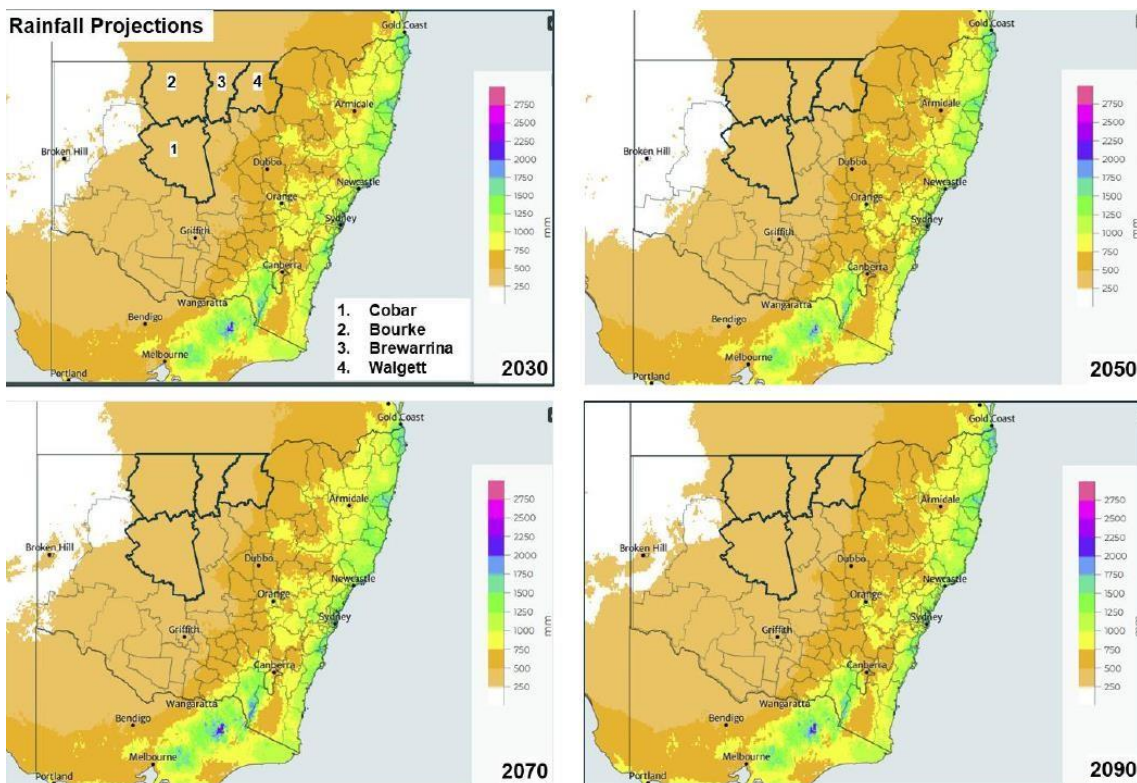 Rainfall Projections
Gold Coast
2
3
4
Armidale
1
Broken Hill
Dubbo
Newcastle
Orange
Sydney
Griffith
Canberra
Wangaratta
Bendigo
Melbourne
Portland
1. Cobar
2. Bourke
3. Brewarrina
4. Walgett
2750
2500
2250
2000
1750
1500
1250
1000
750
500
250
mm
2030
Gold Coast
Armidale
Broken Hill
Dubbo
Newcastle
Orange
Sydney
Griffith
Canberra
Wangaratta
Bendigo
Melbourne
Portland
2750
2500
2250
2000
1750
1500
1250
1000
750
500
250
mm
2050
Gold Coast
Armidale
Broken Hill
Dubbo
Newcastle
Orange
Sydney
Griffith
Canberra
Wangaratta
Bendigo
Melbourne
Portland
2750
2500
2250
2000
1750
1500
1250
1000
750
500
250
mm
2070
Gold Coast
Armidale
Broken Hill
Dubbo
Newcastle
Orange
Sydney
Griffith
Canberra
Wangaratta
Bendigo
Melbourne
Portland
2750
2500
2250
2000
1750
1500
1250
1000
750
500
250
mm
2090